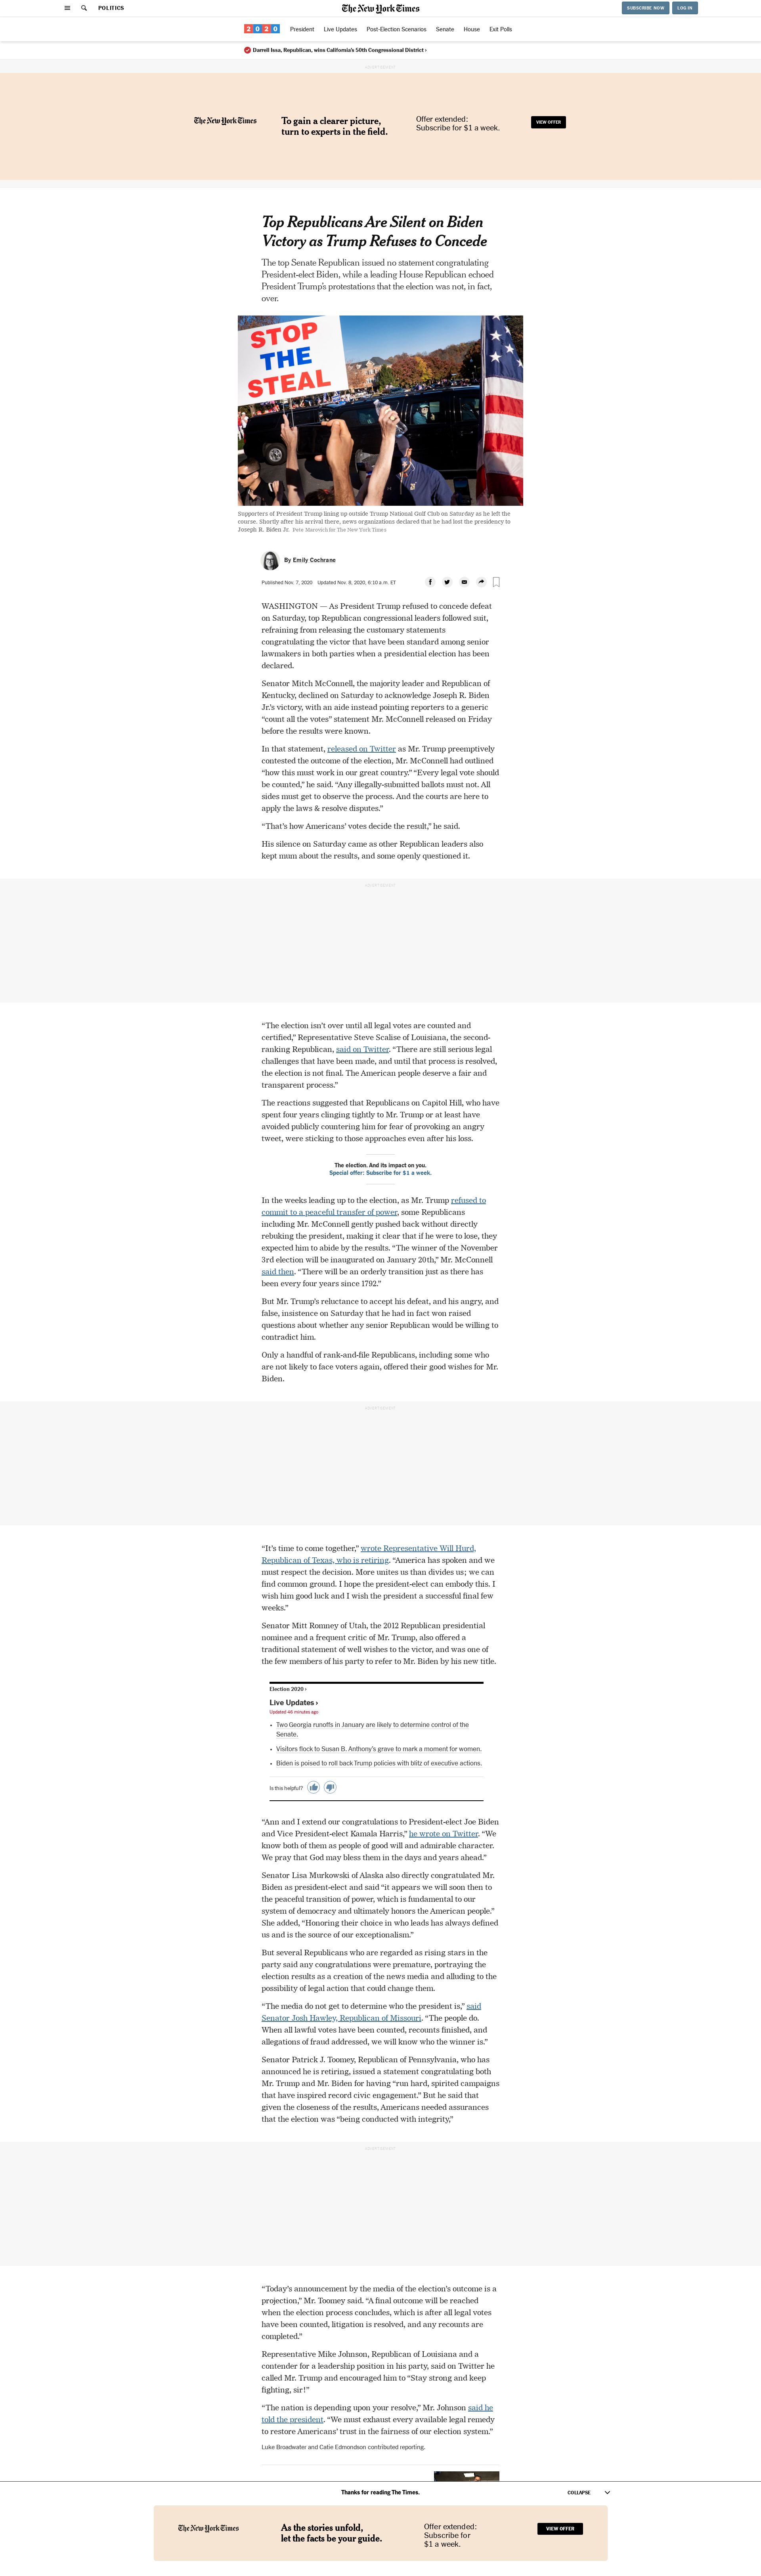 POLITICS
The New York Times
SUBSCRIBE NOW
LOG IN
2020
President
Live Updates
Post-Election Scenarios
Senate
House
Exit Polls
Darrell Issa, Republican, wins California's 50th Congressional District ›
ADVERTISEMENT
The New York Times
To gain a clearer picture,
turn to experts in the field.
Offer extended:
Subscribe for $1 a week.
VIEW OFFER
Top Republicans Are Silent on Biden
Victory as Trump Refuses to Concede
The top Senate Republican issued no statement congratulating
President-elect Biden, while a leading House Republican echoed
President Trump's protestations that the election was not, in fact,
over.
STOP
THE
STEAL
Supporters of President Trump lining up outside Trump National Golf Club on Saturday as he left the
course. Shortly after his arrival there, news organizations declared that he had lost the presidency to
Joseph R. Biden Jr. Pete Marovich for The New York Times
By Emily Cochrane
Published Nov. 7, 2020 Updated Nov. 8, 2020, 6:10 a.m. ET
WASHINGTON — As President Trump refused to concede defeat
on Saturday, top Republican congressional leaders followed suit,
refraining from releasing the customary statements
congratulating the victor that have been standard among senior
lawmakers in both parties when a presidential election has been
declared.
Senator Mitch McConnell, the majority leader and Republican of
Kentucky, declined on Saturday to acknowledge Joseph R. Biden
Jr.'s victory, with an aide instead pointing reporters to a generic
“count all the votes” statement Mr. McConnell released on Friday
before the results were known.
In that statement, released on Twitter as Mr. Trump preemptively
contested the outcome of the election, Mr. McConnell had outlined
“how this must work in our great country.” “Every legal vote should
be counted,” he said. “Any illegally-submitted ballots must not. All
sides must get to observe the process. And the courts are here to
apply the laws & resolve disputes.”
“That's how Americans' votes decide the result,” he said.
His silence on Saturday came as other Republican leaders also
kept mum about the results, and some openly questioned it.
ADVERTISEMENT
“The election isn't over until all legal votes are counted and
certified,” Representative Steve Scalise of Louisiana, the second-
ranking Republican, said on Twitter. “There are still serious legal
challenges that have been made, and until that process is resolved,
the election is not final. The American people deserve a fair and
transparent process.”
The reactions suggested that Republicans on Capitol Hill, who have
spent four years clinging tightly to Mr. Trump or at least have
avoided publicly countering him for fear of provoking an angry
tweet, were sticking to those approaches even after his loss.
The election. And its impact on you.
Special offer: Subscribe for $1 a week.
In the weeks leading up to the election, as Mr. Trump refused to
commit to a peaceful transfer of power, some Republicans
including Mr. McConnell gently pushed back without directly
rebuking the president, making it clear that if he were to lose, they
expected him to abide by the results. “The winner of the November
3rd election will be inaugurated on January 20th,” Mr. McConnell
said then. “There will be an orderly transition just as there has
been every four years since 1792.”
But Mr. Trump's reluctance to accept his defeat, and his angry, and
false, insistence on Saturday that he had in fact won raised
questions about whether any senior Republican would be willing to
contradict him.
Only a handful of rank-and-file Republicans, including some who
are not likely to face voters again, offered their good wishes for Mr.
Biden.
ADVERTISEMENT
“It's time to come together,” wrote Representative Will Hurd,
Republican of Texas, who is retiring. “America has spoken and we
must respect the decision. More unites us than divides us; we can
find common ground. I hope the president-elect can embody this. I
wish him good luck and I wish the president a successful final few
weeks.”
Senator Mitt Romney of Utah, the 2012 Republican presidential
nominee and a frequent critic of Mr. Trump, also offered a
traditional statement of well wishes to the victor, and was one of
the few members of his party to refer to Mr. Biden by his new title.
Election 2020 ›
Live Updates ›
Updated 46 minutes ago
• Two Georgia runoffs in January are likely to determine control of the
Senate.
• Visitors flock to Susan B. Anthony's grave to mark a moment for women.
• Biden is poised to roll back Trump policies with blitz of executive actions.
Is this helpful?
“Ann and I extend our congratulations to President-elect Joe Biden
and Vice President-elect Kamala Harris,” he wrote on Twitter. “We
know both of them as people of good will and admirable character.
We pray that God may bless them in the days and years ahead.”
Senator Lisa Murkowski of Alaska also directly congratulated Mr.
Biden as president-elect and said “it appears we will soon then to
the peaceful transition of power, which is fundamental to our
system of democracy and ultimately honors the American people.”
She added, “Honoring their choice in who leads has always defined
us and is the source of our exceptionalism.”
But several Republicans who are regarded as rising stars in the
party said any congratulations were premature, portraying the
election results as a creation of the news media and alluding to the
possibility of legal action that could change them.
“The media do not get to determine who the president is,” said
Senator Josh Hawley, Republican of Missouri. “The people do.
When all lawful votes have been counted, recounts finished, and
allegations of fraud addressed, we will know who the winner is.”
Senator Patrick J. Toomey, Republican of Pennsylvania, who has
announced he is retiring, issued a statement congratulating both
Mr. Trump and Mr. Biden for having “run hard, spirited campaigns
that have inspired record civic engagement.” But he said that
given the closeness of the results, Americans needed assurances
that the election was “being conducted with integrity,”
ADVERTISEMENT
“Today's announcement by the media of the election's outcome is a
projection,” Mr. Toomey said. “A final outcome will be reached
when the election process concludes, which is after all legal votes
have been counted, litigation is resolved, and any recounts are
completed.”
Representative Mike Johnson, Republican of Louisiana and a
contender for a leadership position in his party, said on Twitter he
called Mr. Trump and encouraged him to “Stay strong and keep
fighting, sir!”
“The nation is depending upon your resolve,” Mr. Johnson said he
told the president. “We must exhaust every available legal remedy
to restore Americans' trust in the fairness of our election system.”
Luke Broadwater and Catie Edmondson contributed reporting.
Thanks for reading The Times.
COLLAPSE
The New York Times
As the stories unfold,
let the facts be your guide.
Offer extended:
Subscribe for
$1 a week.
VIEW OFFER